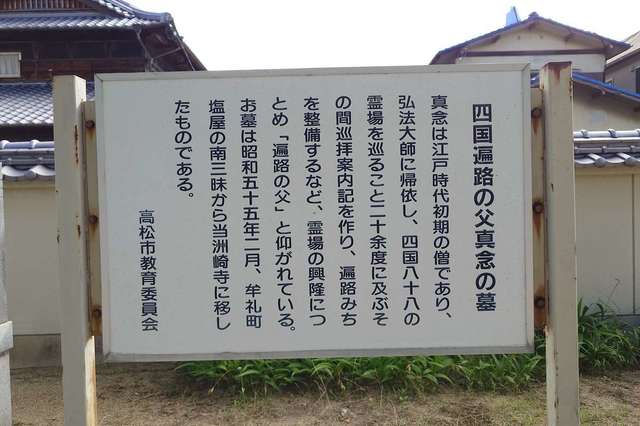 四国遍路の父真念の墓
真念は江戸時代初期の僧であり、
弘法大師に帰依し、四国八十八の
霊場を巡ること二十余度に及ぶそ
の間巡拝案内記を作り、遍路みち
を整備するなど、霊場の興隆につ
とめ「遍路の父」と仰がれている。
お墓は昭和五十五年二月、牟礼町
塩屋の南三昧から当洲崎寺に移し
たものである。
高松市教育委員会